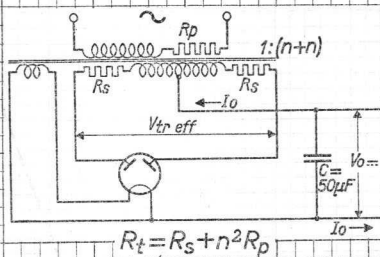 ~
Rp
1:(n+n)
Rs
Rs
Io
Vtr eff
C=
50µF
Vo=
Io
Rt=Rs+n²Rp